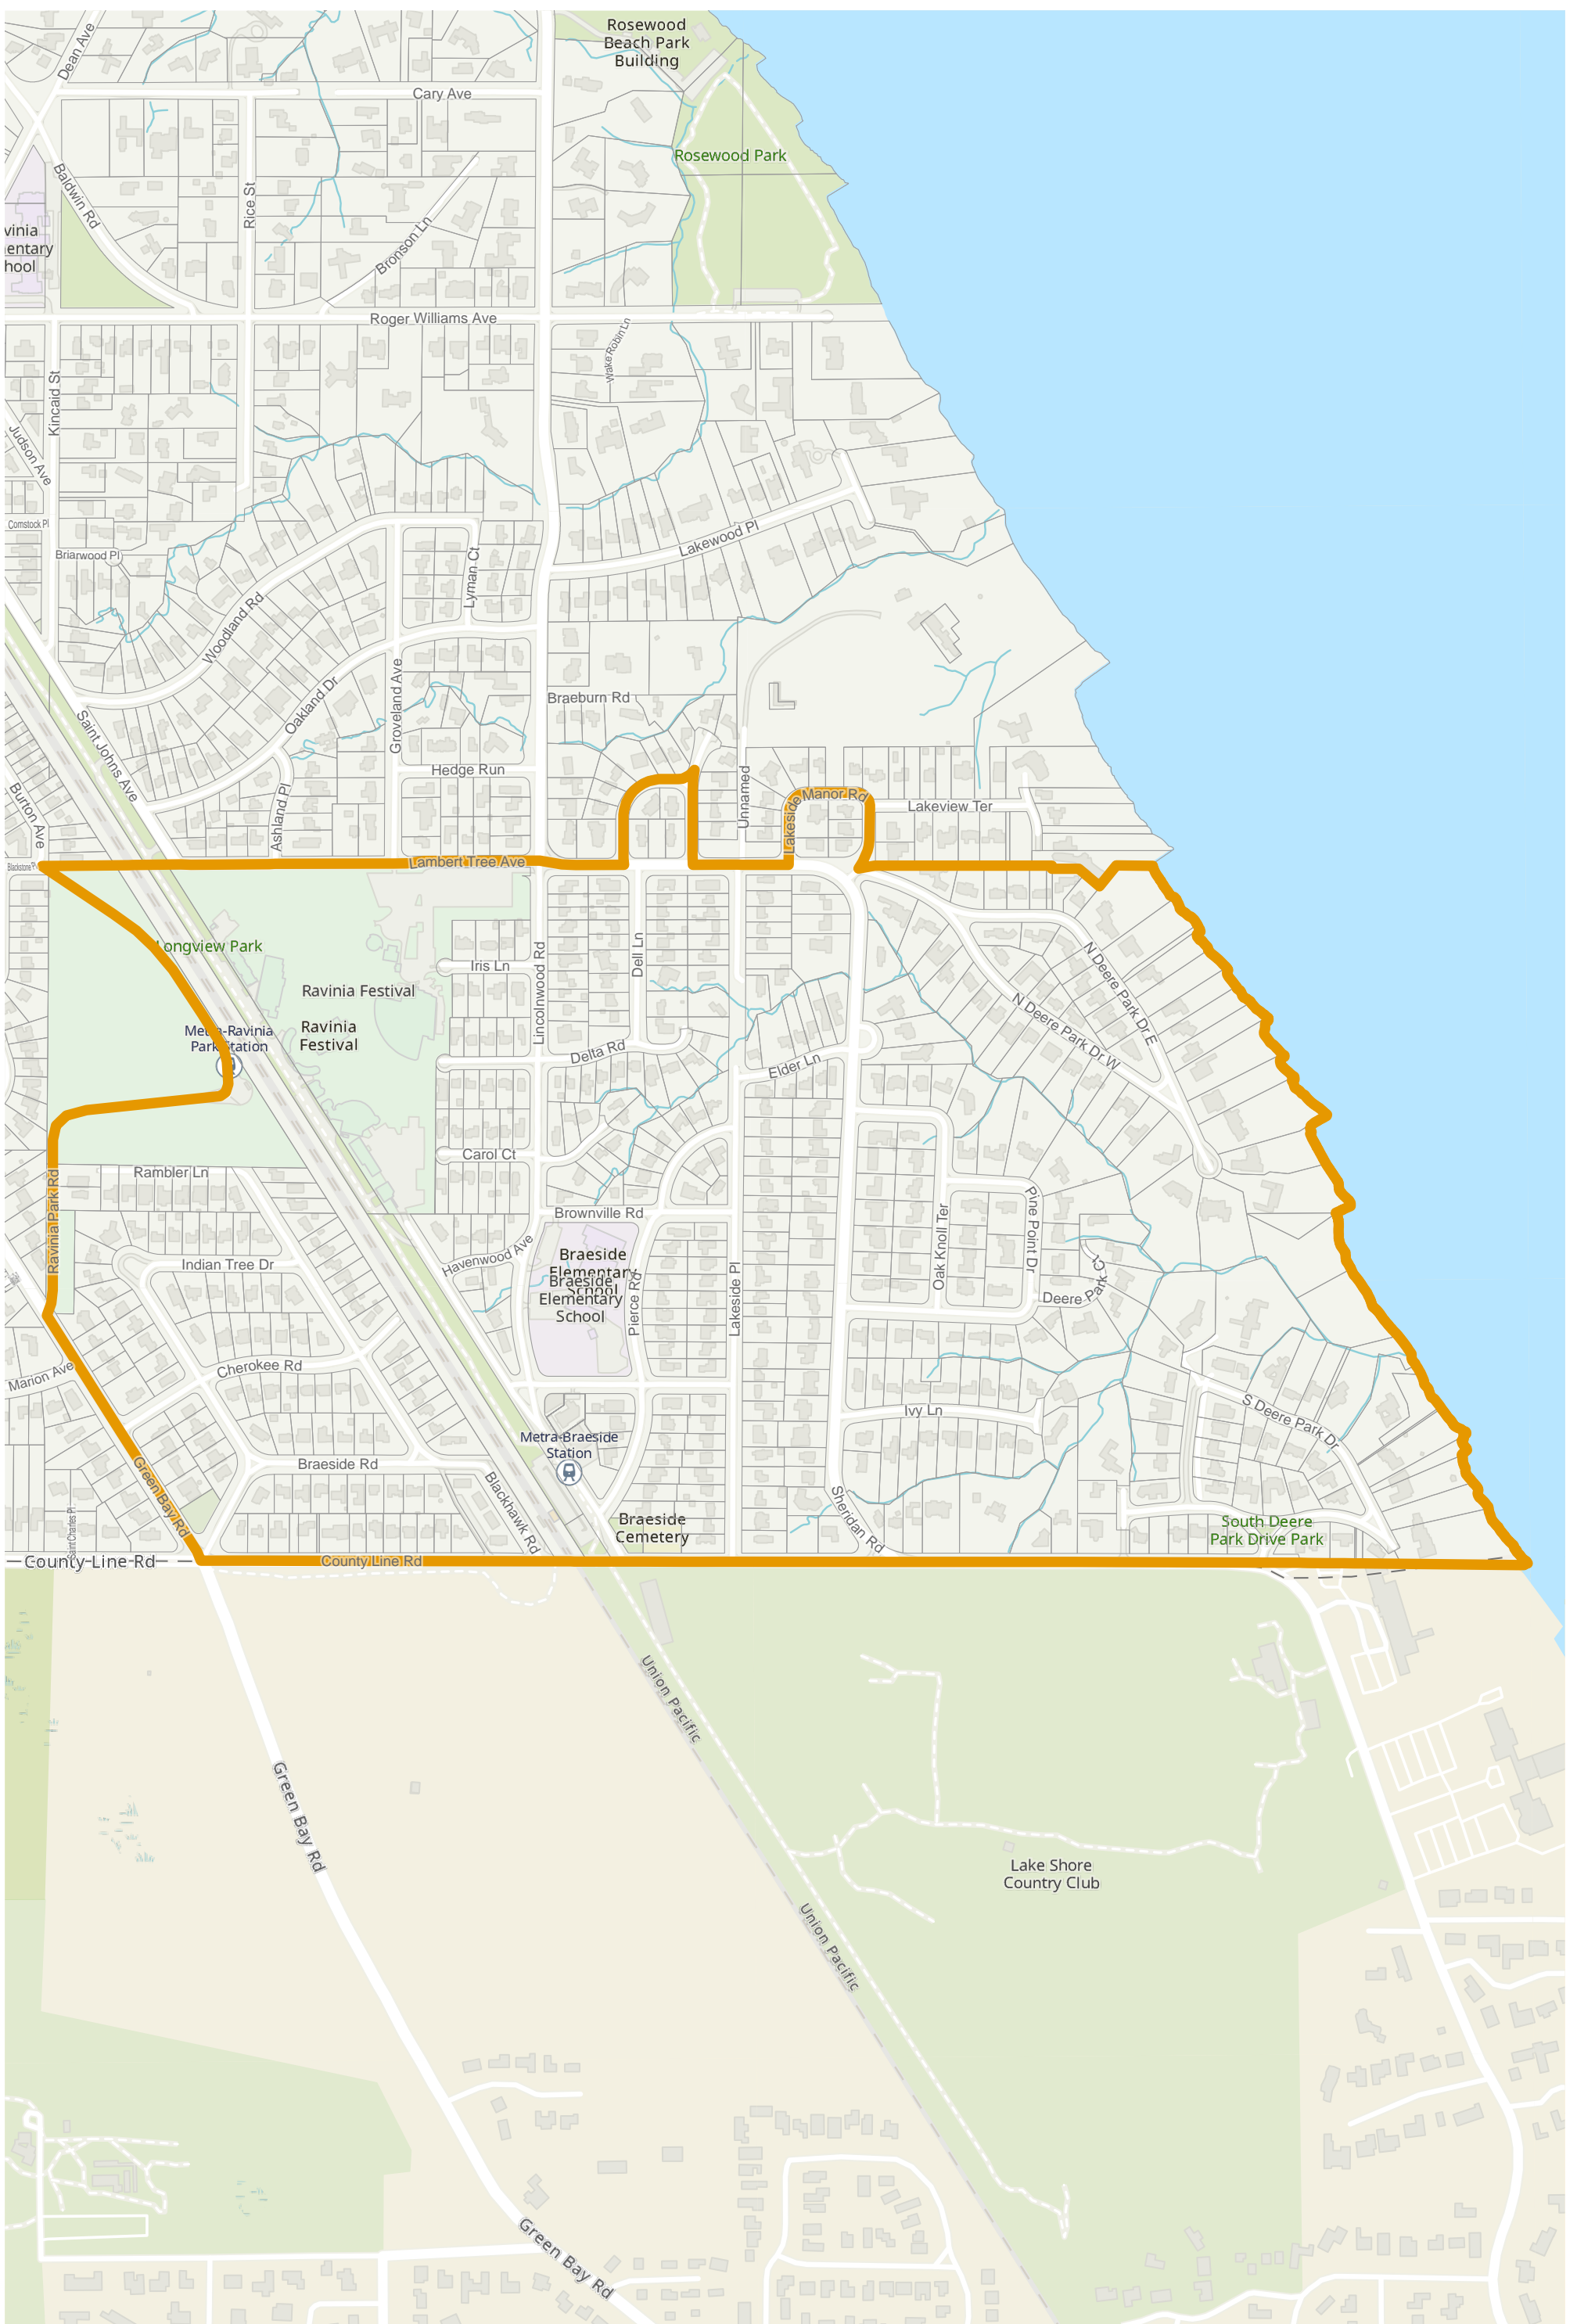 Rosewood
Beach Park
Building
Dean Ave
Cary Ave
Rosewood Park
Baldwin Rd
Rice St
vinia
entary
hool
Bronson Ln
Roger Williams Ave
Wake Robin Ln
Kincaid St
Judson Ave
Comstock Pl
Briarwood Pl
Lakewood Pl
Lyman Ct
Woodland Rd
Oakland Dr
Groveland Ave
Braeburn Rd
Saint Johns Ave
Hedge Run
Unnamed
Burton Ave
Ashland Pl
Lakeside
Manor Rd
Lakeview Ter
Blackstone P
Lambert Tree Ave
Longview Park
Iris Ln
Lincolnwood Rd
Dell Ln
N Deere Park Dr E
Ravinia Festival
N Deere Park Dr W
Metra-Ravinia
Park Station
Ravinia
Festival
Delta Rd
Elder Ln
Carol Ct
Rambler Ln
Ravinia Park Rd
Brownville Rd
Pine Point Dr
Oak Knoll Ter
Havenwood Ave
Indian Tree Dr
Braeside
Elementary
School
Braeside
Elementary
School
Pierce Rd
Lakeside Pl
Deere Park Ct
Marion Ave
Cherokee Rd
Ivy Ln
S Deere Park Dr
Metra-Braeside
Station
Green Bay Rd
Braeside Rd
Blackhawk Rd
Saint Charles Pl
Braeside
Cemetery
Sheridan Rd
South Deere
Park Drive Park
County Line Rd
County Line Rd
Union Pacific
Green Bay Rd
Lake Shore
Country Club
Union Pacific
Green Bay Rd